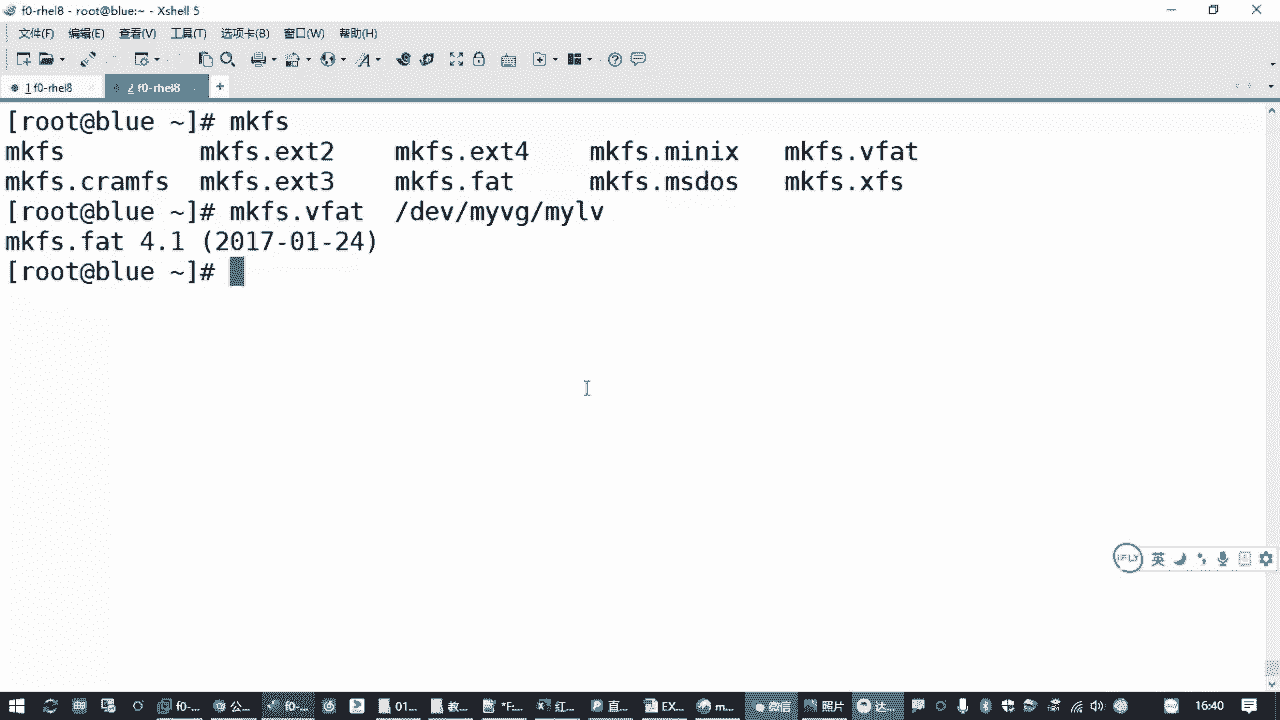 f0-rhel8 - root@blue:~ - Xshell 5
文件(F) 编辑(E) 查看(V) 工具(T) 选项卡(B) 窗口(W) 帮助(H)
1 f0-rhel8 2 f0-rhel8 +
[root@blue ~]# mkfs
mkfs mkfs.ext2 mkfs.ext4 mkfs.minix mkfs.vfat
mkfs.cramfs mkfs.ext3 mkfs.fat mkfs.msdos mkfs.xfs
[root@blue ~]# mkfs.vfat /dev/myvg/mylv
mkfs.fat 4.1 (2017-01-24)
[root@blue ~]#
iFLY 英
f0-... 公... f0-... 01... 教... *F... 红... 直... EX... m... 微信 照片 达... 16:40